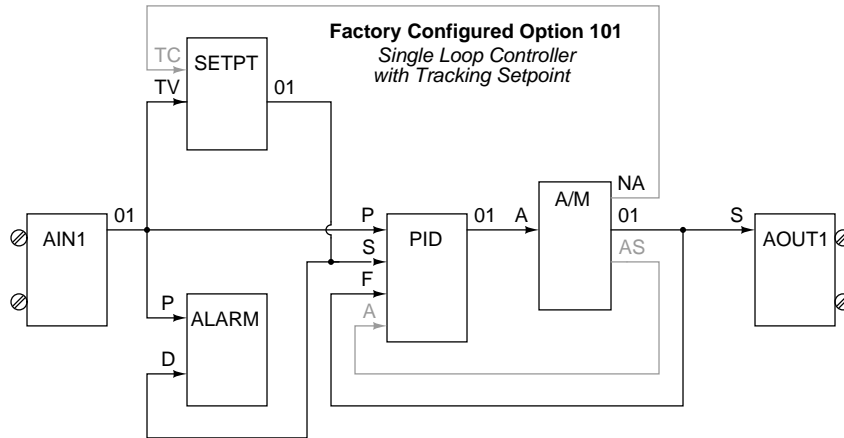 Factory Configured Option 101
Single Loop Controller
with Tracking Setpoint
TC
SETPT
TV
01
AIN1
01
P
S
F
A
PID
01
A
A/M
NA
01
AS
S
AOUT1
P
ALARM
D